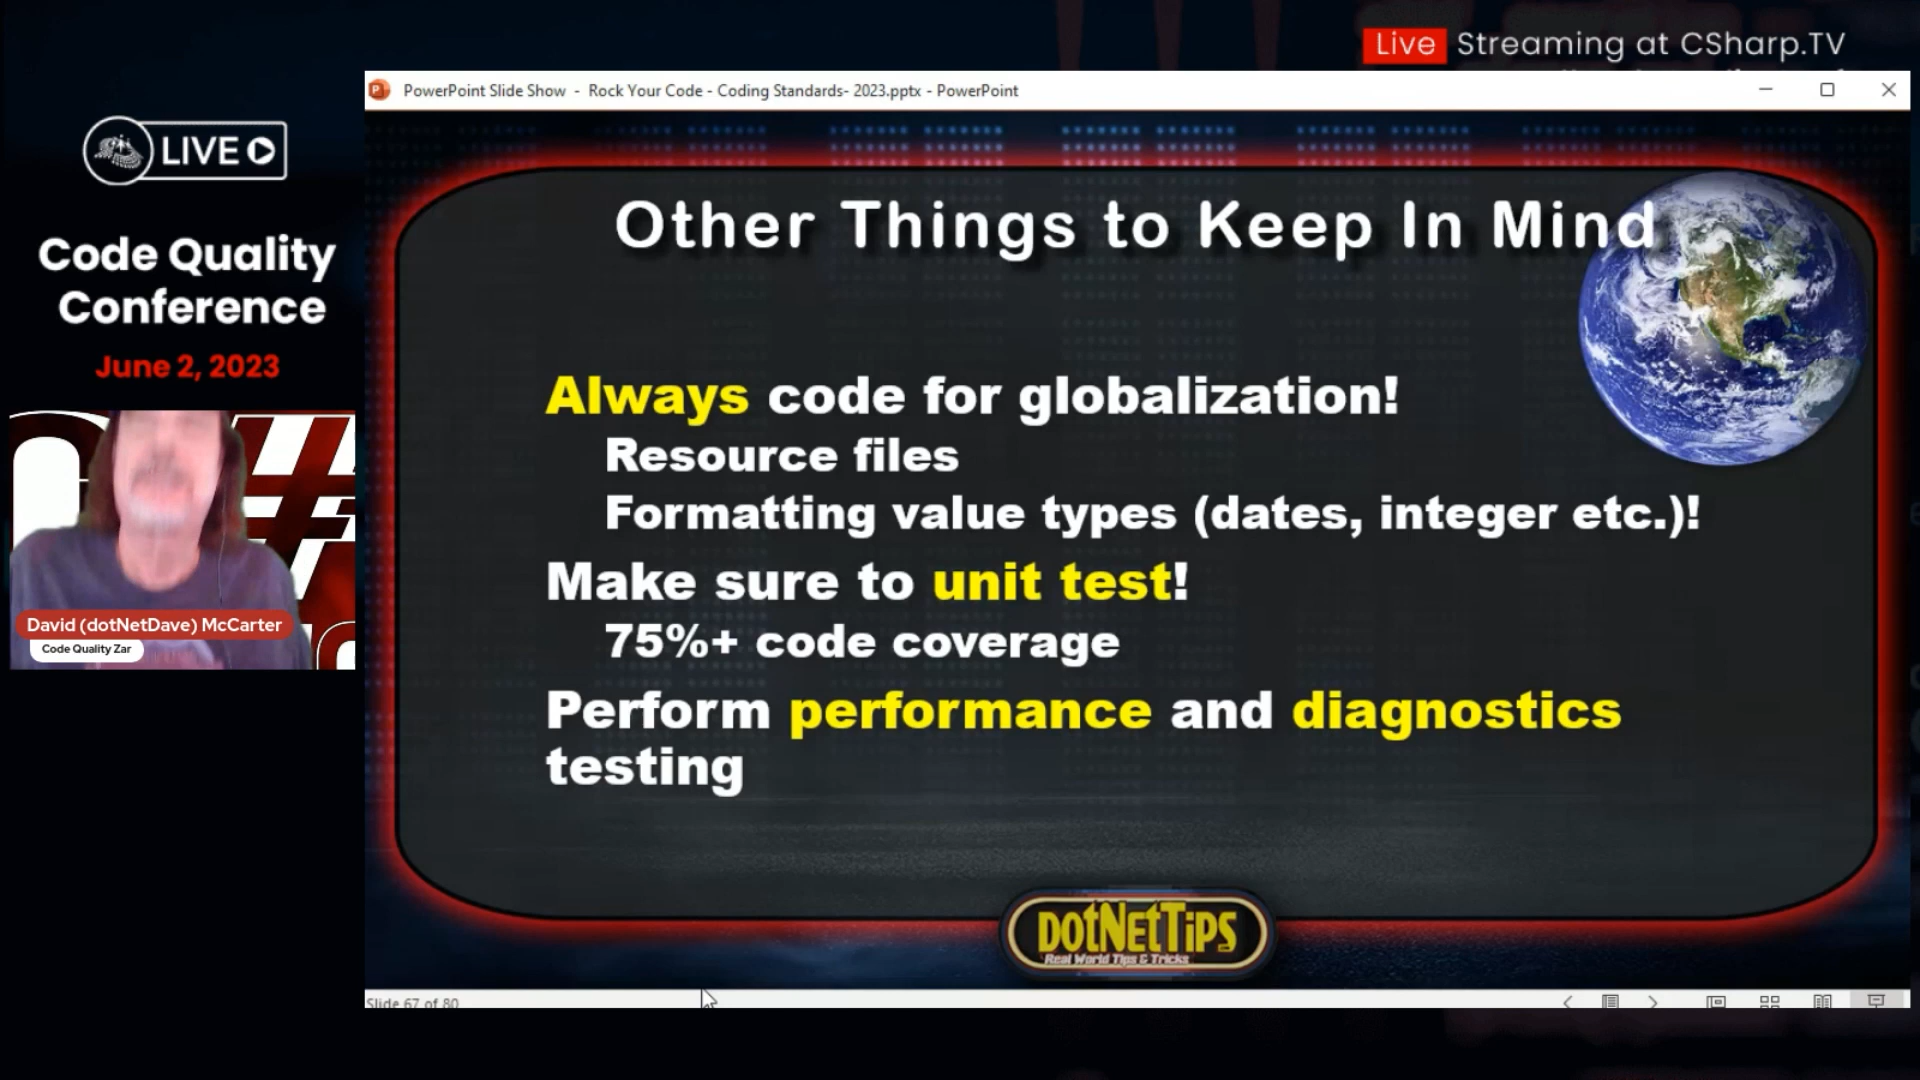 Live Streaming at CSharp.TV
PowerPoint Slide Show - Rock Your Code - Coding Standards- 2023.pptx - PowerPoint
LIVE
Code Quality
Conference
June 2, 2023
David (dotNetDave) McCarter
Code Quality Zar
Other Things to Keep In Mind
Always code for globalization!
Resource files
Formatting value types (dates, integer etc.)!
Make sure to unit test!
75%+ code coverage
Perform performance and diagnostics
testing
dotNetTips
Real World Tips & Tricks
Slide 67 of 80